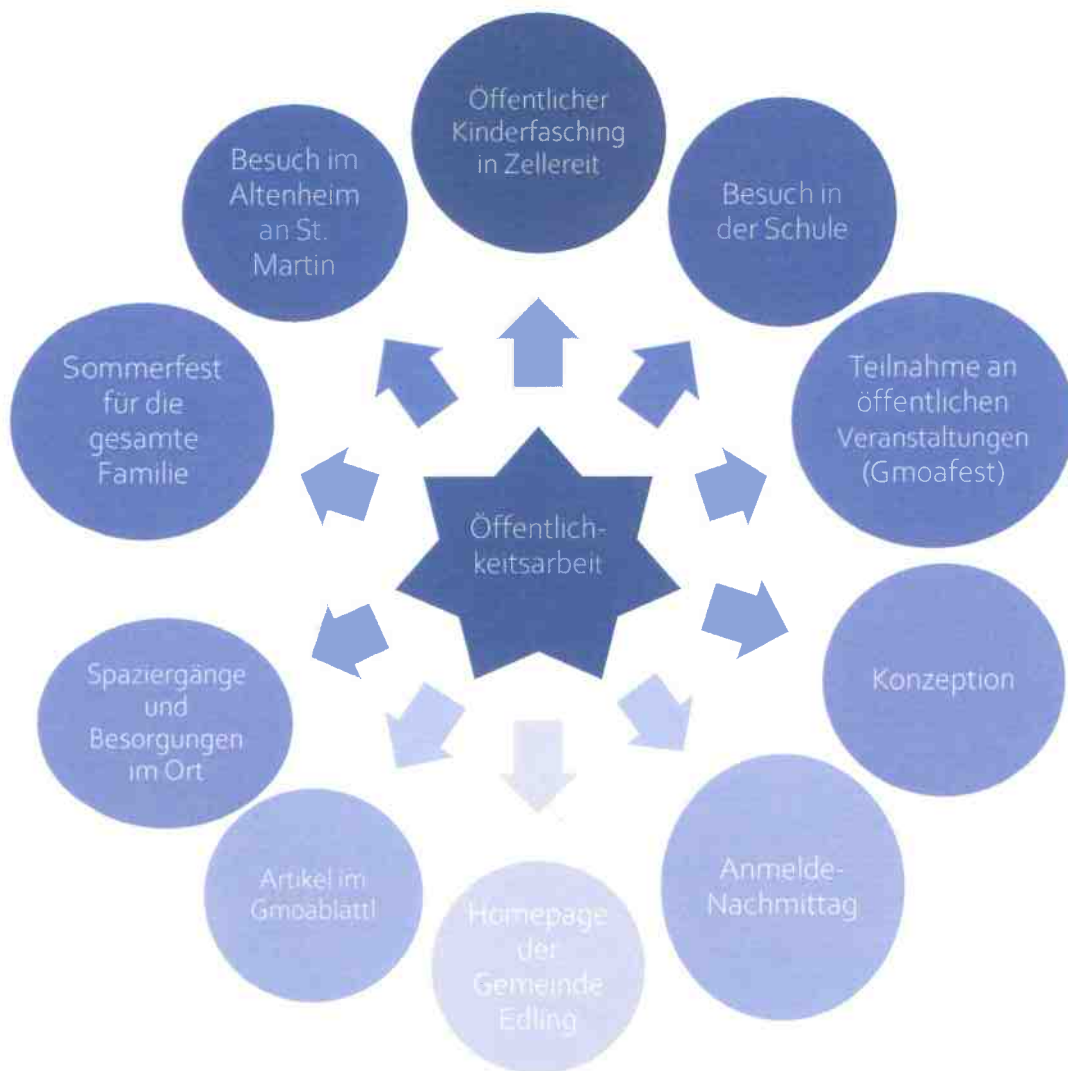 Öffentlicher
Kinderfasching
in Zellereit
Besuch in
der Schule
Teilnahme an
öffentlichen
Veranstaltungen
(Gmoafest)
Konzeption
Anmelde-
Nachmittag
Homepage
der
Gemeinde
Edling
Artikel im
Gmoablattl
Spaziergänge
und
Besorgungen
im Ort
Sommerfest
für die
gesamte
Familie
Besuch im
Altenheim
an St.
Martin
Öffentlich-
keitsarbeit